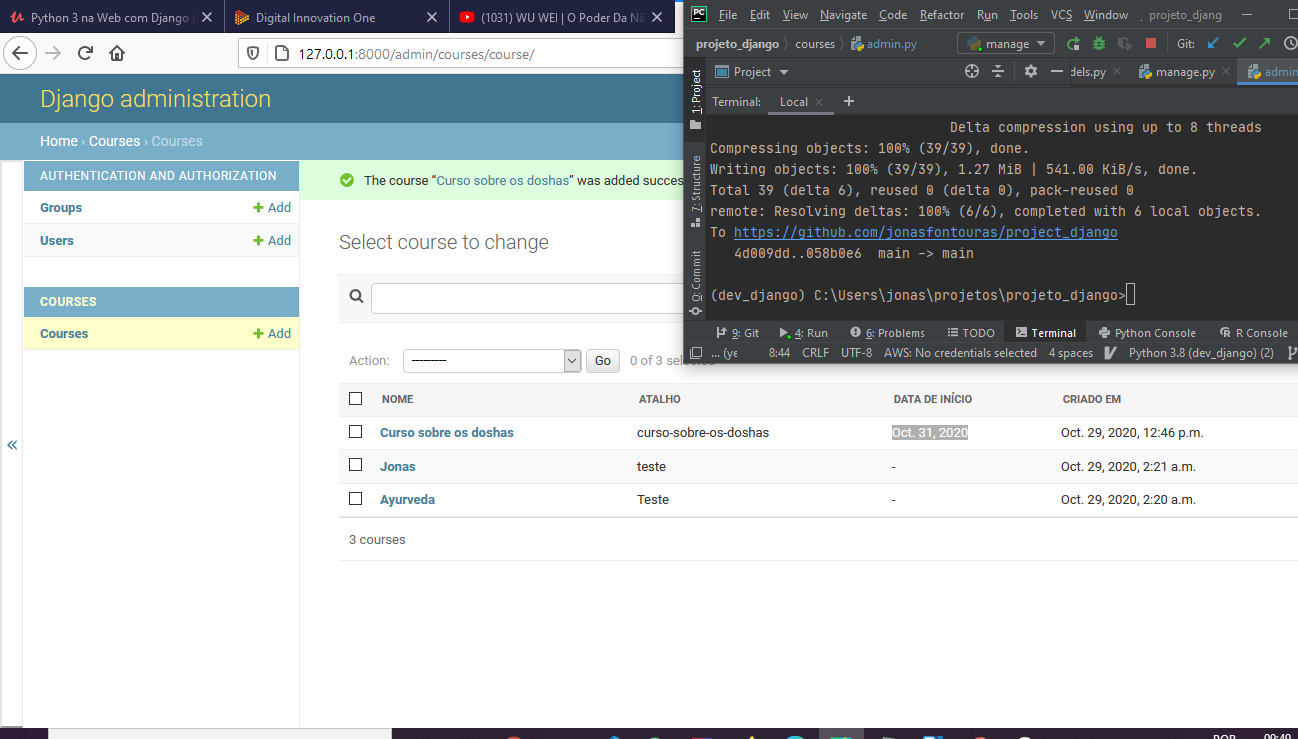 Python 3 na Web com Django (
Digital Innovation One
(1031) WU WEI | O Poder Da Nã
127.0.0.1:8000/admin/courses/course/
Django administration
Home › Courses › Courses
AUTHENTICATION AND AUTHORIZATION
Groups + Add
Users + Add
COURSES
Courses + Add
The course “Curso sobre os doshas” was added succes
Select course to change
Action: --------- Go 0 of 3 selected
NOME ATALHO DATA DE INÍCIO CRIADO EM
Curso sobre os doshas curso-sobre-os-doshas Oct. 31, 2020 Oct. 29, 2020, 12:46 p.m.
Jonas teste - Oct. 29, 2020, 2:21 a.m.
Ayurveda Teste - Oct. 29, 2020, 2:20 a.m.
3 courses
PC File Edit View Navigate Code Refactor Run Tools VCS Window projeto_djang
projeto_django courses admin.py manage Git:
Project dels.py manage.py admin
1: Project
7: Structure
0: Commit
Terminal: Local +
Delta compression using up to 8 threads
Compressing objects: 100% (39/39), done.
Writing objects: 100% (39/39), 1.27 MiB | 541.00 KiB/s, done.
Total 39 (delta 6), reused 0 (delta 0), pack-reused 0
remote: Resolving deltas: 100% (6/6), completed with 6 local objects.
To https://github.com/jonasfontouras/project_django
4d009dd..058b0e6 main -> main
(dev_django) C:\Users\jonas\projetos\projeto_django>
9: Git 4: Run 6: Problems TODO Terminal Python Console R Console
... (ye 8:44 CRLF UTF-8 AWS: No credentials selected 4 spaces Python 3.8 (dev_django) (2)